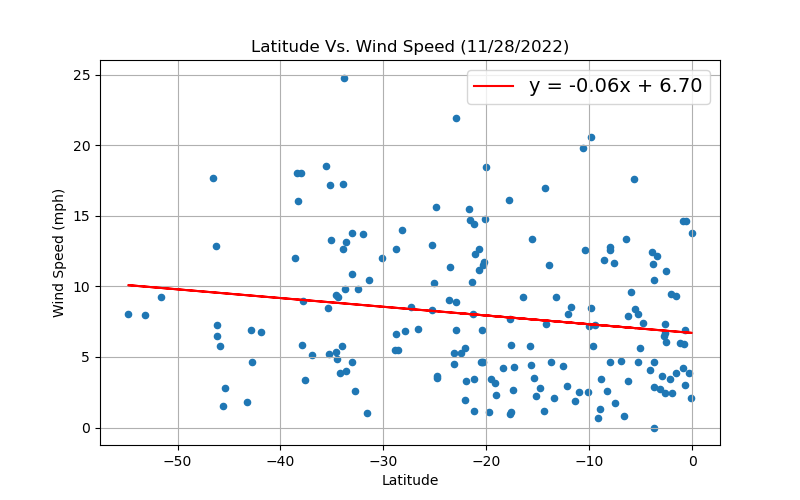 Latitude Vs. Wind Speed (11/28/2022)
y = -0.06x + 6.70
25
20
15
10
5
0
Wind Speed (mph)
−50 −40 −30 −20 −10 0
Latitude